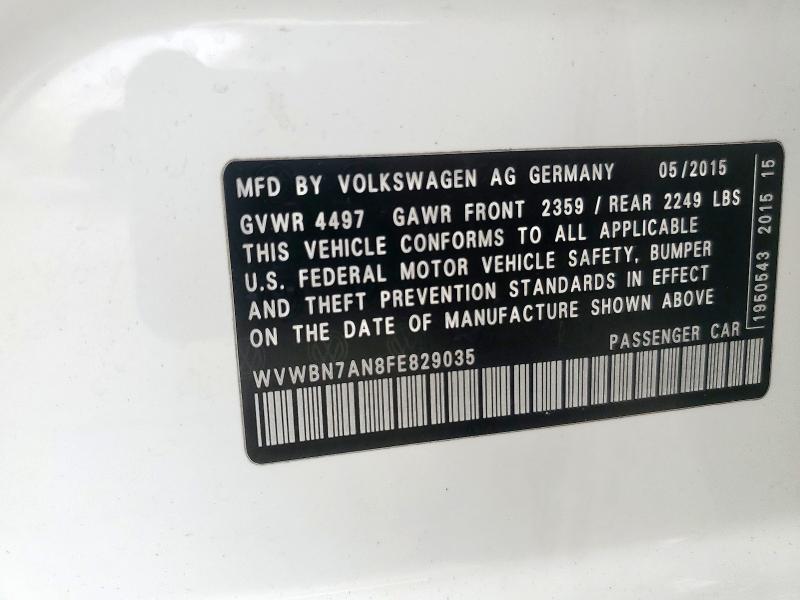 MFD BY VOLKSWAGEN AG GERMANY 05/2015
GVWR 4497 GAWR FRONT 2359 / REAR 2249 LBS
THIS VEHICLE CONFORMS TO ALL APPLICABLE
U.S. FEDERAL MOTOR VEHICLE SAFETY, BUMPER
AND THEFT PREVENTION STANDARDS IN EFFECT
ON THE DATE OF MANUFACTURE SHOWN ABOVE
WVWBN7AN8FE829035 PASSENGER CAR
1950543 2015 15